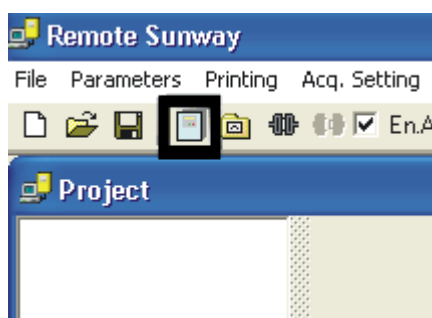 Remote Sunway
File Parameters Printing Acq. Setting
En.A
Project